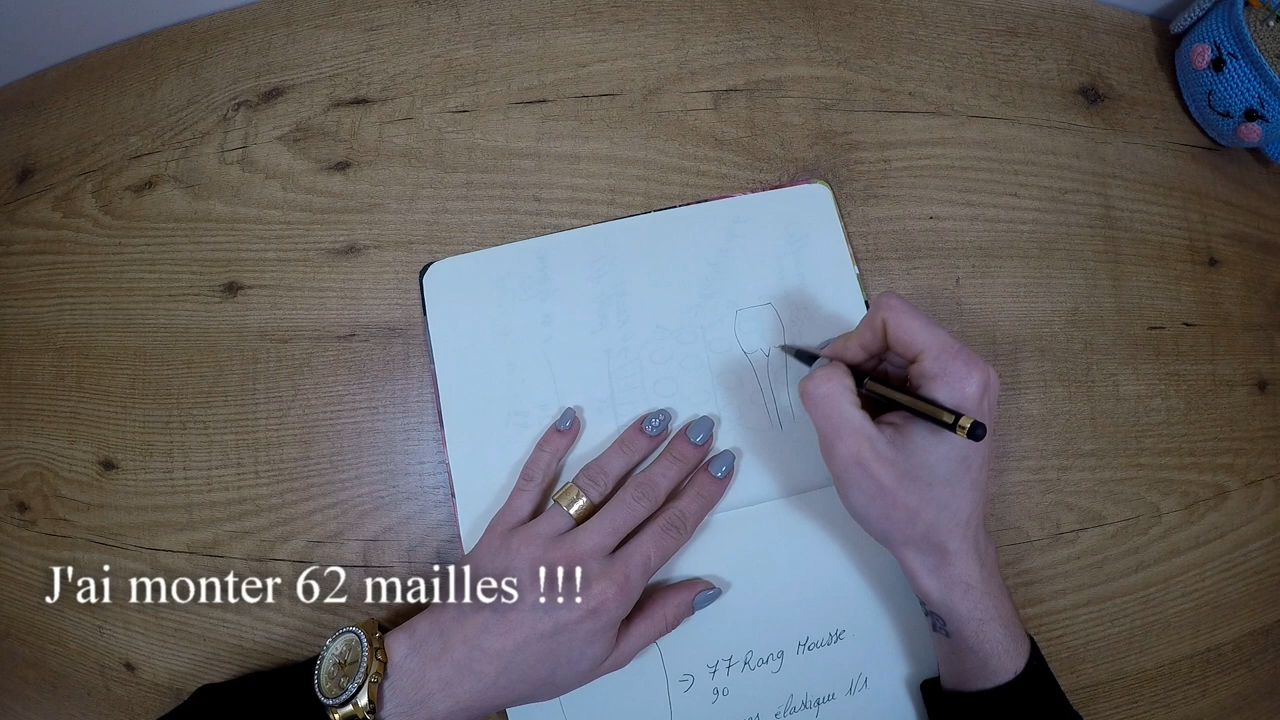 J'ai monter 62 mailles !!!
→ 77 Rang Mousse.
90
élastique 1/1